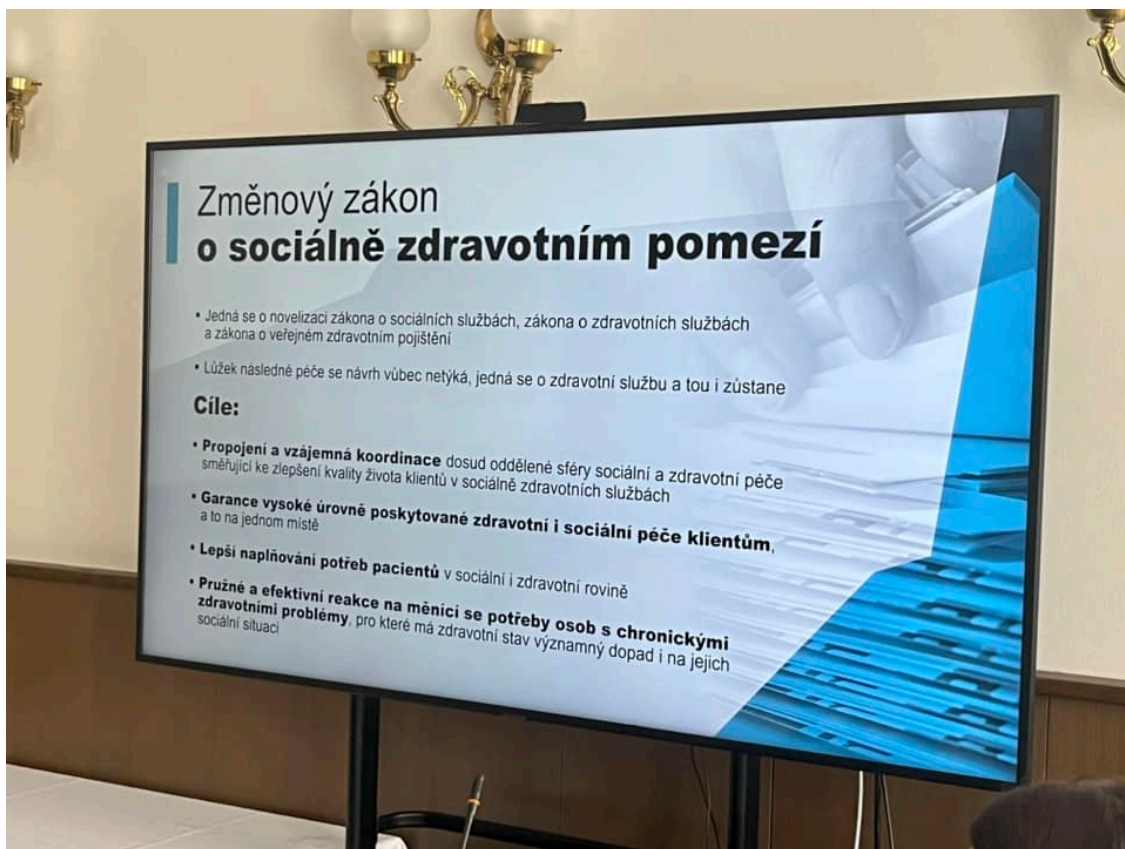 Změnový zákon
o sociálně zdravotním pomezí
• Jedná se o novelizaci zákona o sociálních službách, zákona o zdravotních službách
a zákona o veřejném zdravotním pojištění
• Lůžek následné péče se návrh vůbec netýká, jedná se o zdravotní službu a tou i zůstane
Cíle:
• Propojení a vzájemná koordinace dosud oddělené sféry sociální a zdravotní péče
směřující ke zlepšení kvality života klientů v sociálně zdravotních službách
• Garance vysoké úrovně poskytované zdravotní i sociální péče klientům,
a to na jednom místě
• Lepší naplňování potřeb pacientů v sociální i zdravotní rovině
• Pružné a efektivní reakce na měnící se potřeby osob s chronickými
zdravotními problémy, pro které má zdravotní stav významný dopad i na jejich
sociální situaci